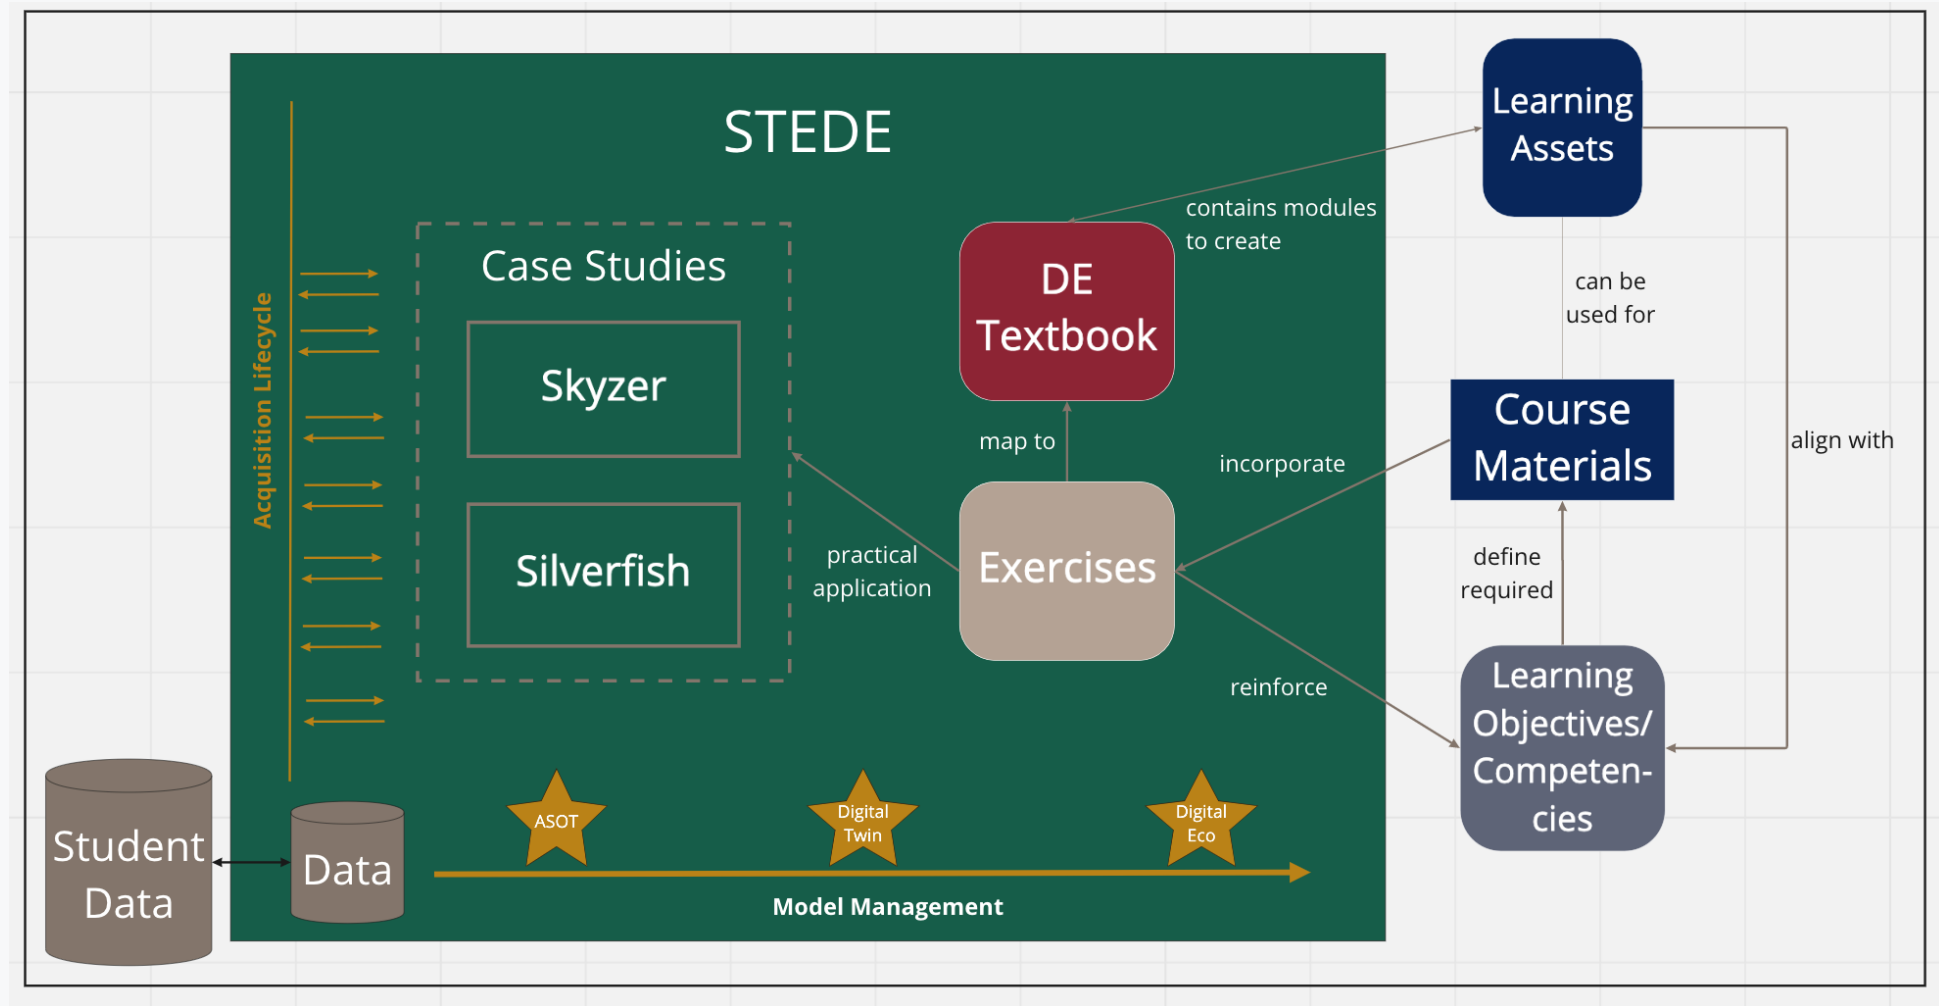 STEDE
Learning
Assets
contains modules
to create
Case Studies
DE
Textbook
can be
used for
Skyzer
Acquisition Lifecycle
map to
incorporate
Course
Materials
align with
Silverfish
practical
application
Exercises
define
required
reinforce
Learning
Objectives/
Competen-
cies
Student
Data
Data
ASOT
Digital
Twin
Digital
Eco
Model Management